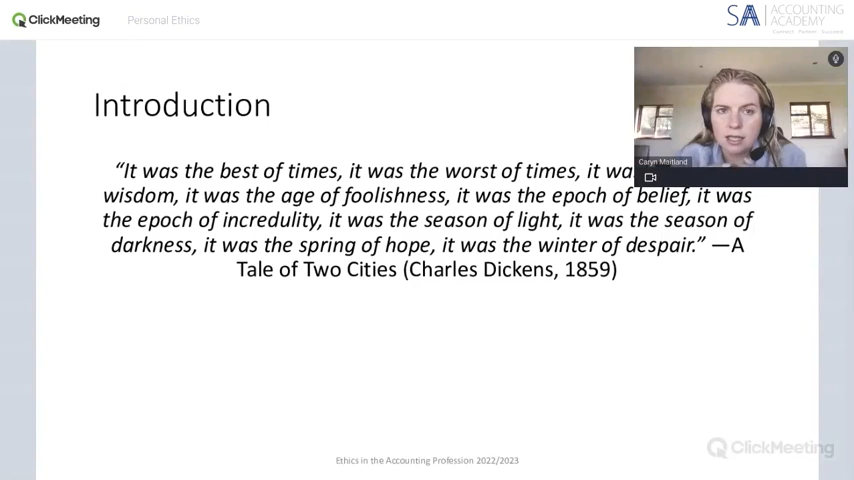 ClickMeeting
Personal Ethics
SAA ACCOUNTING
ACADEMY
Connect Partner Succeed
Introduction
“It was the best of times, it was the worst of times, it
wisdom, it was the age of foolishness, it was the epoch of belief, it was
the epoch of incredulity, it was the season of light, it was the season of
darkness, it was the spring of hope, it was the winter of despair.” —A
Tale of Two Cities (Charles Dickens, 1859)
Caryn Maitland
ClickMeeting
Ethics in the Accounting Profession 2022/2023